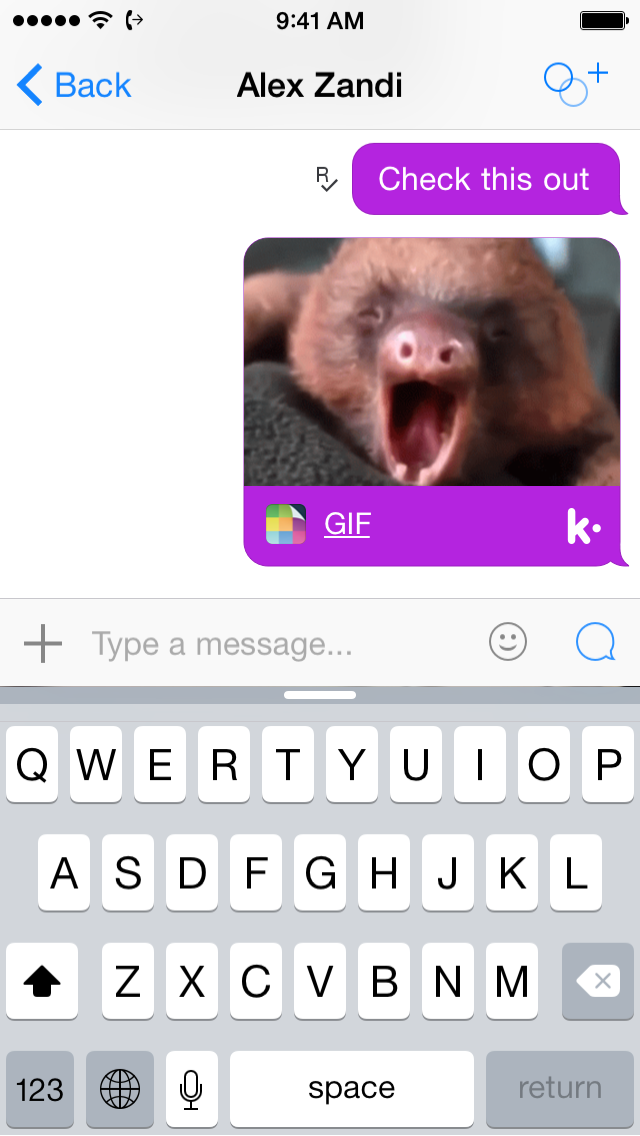 9:41 AM
Back
Alex Zandi
R
Check this out
GIF
k
Type a message...
Q W E R T Y U I O P
A S D F G H J K L
Z X C V B N M
123
space
return